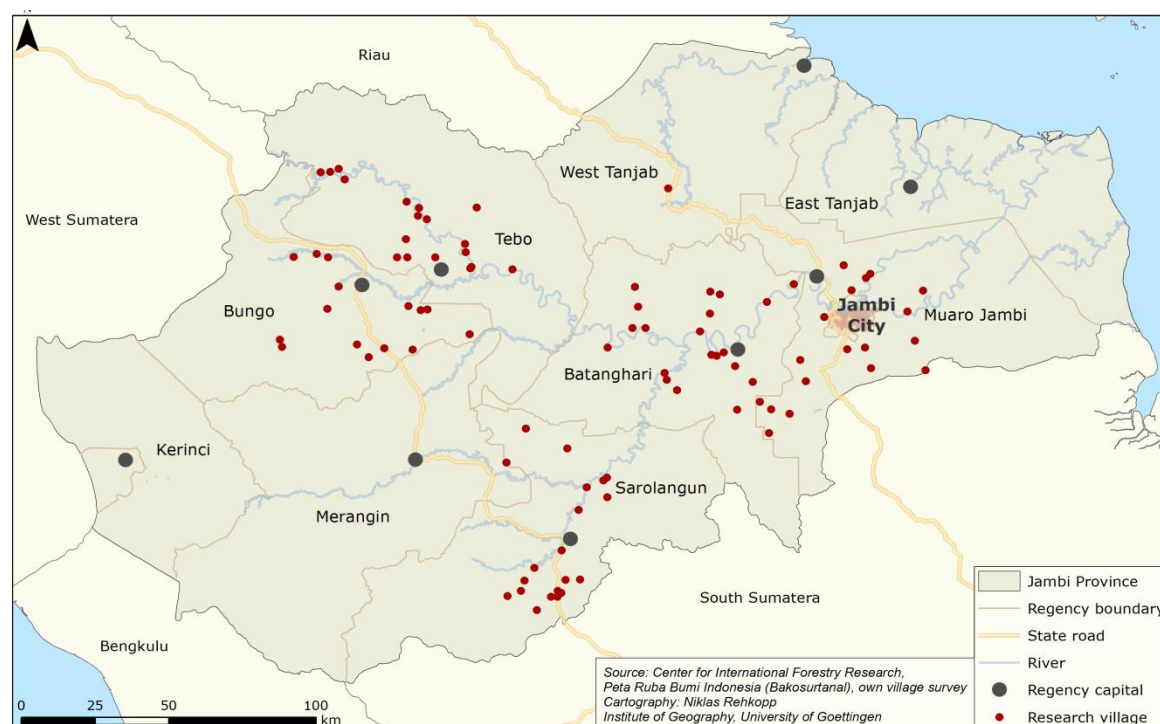 Riau
West Tanjab
West Sumatera
East Tanjab
Tebo
Bungo
Jambi
City
Muaro Jambi
Batanghari
Kerinci
Sarolangun
Merangin
South Sumatera
Bengkulu
Jambi Province
Regency boundary
State road
River
Regency capital
Research village
Source: Center for International Forestry Research,
Peta Ruba Bumi Indonesia (Bakosurtanal), own village survey
Cartography: Niklas Rehkopp
Institute of Geography, University of Goettingen
0 25 50 100
km